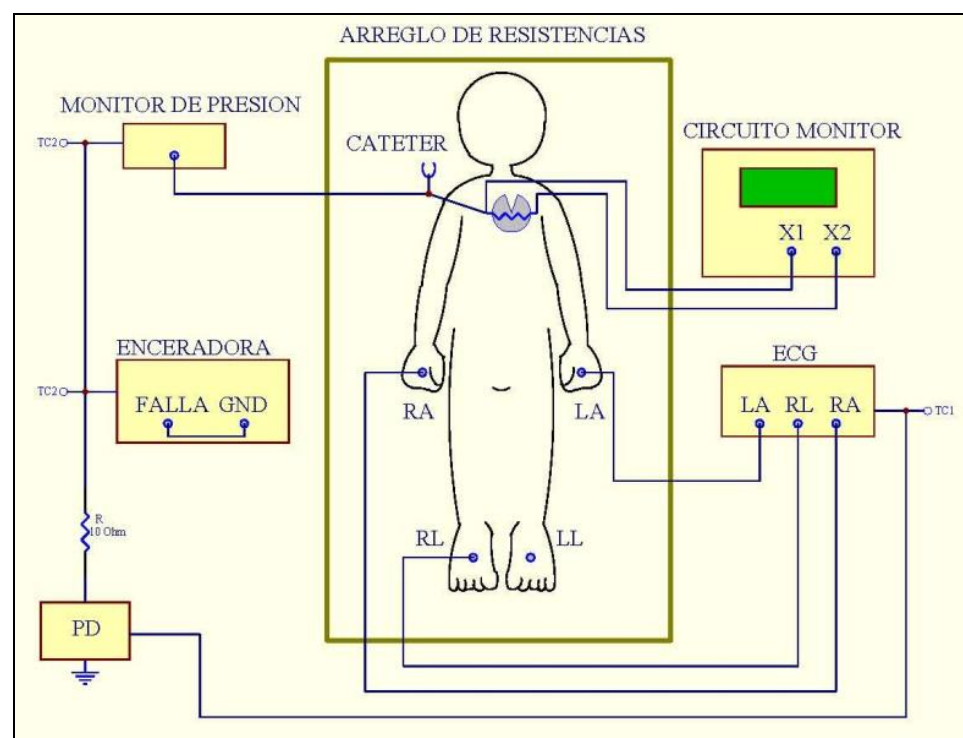 ARREGLO DE RESISTENCIAS
MONITOR DE PRESION
TC2
CATETER
CIRCUITO MONITOR
X1 X2
ENCERADORA
TC2
FALLA GND
RA
LA
ECG
LA RL RA
TC1
R
10 Ohm
RL
LL
PD